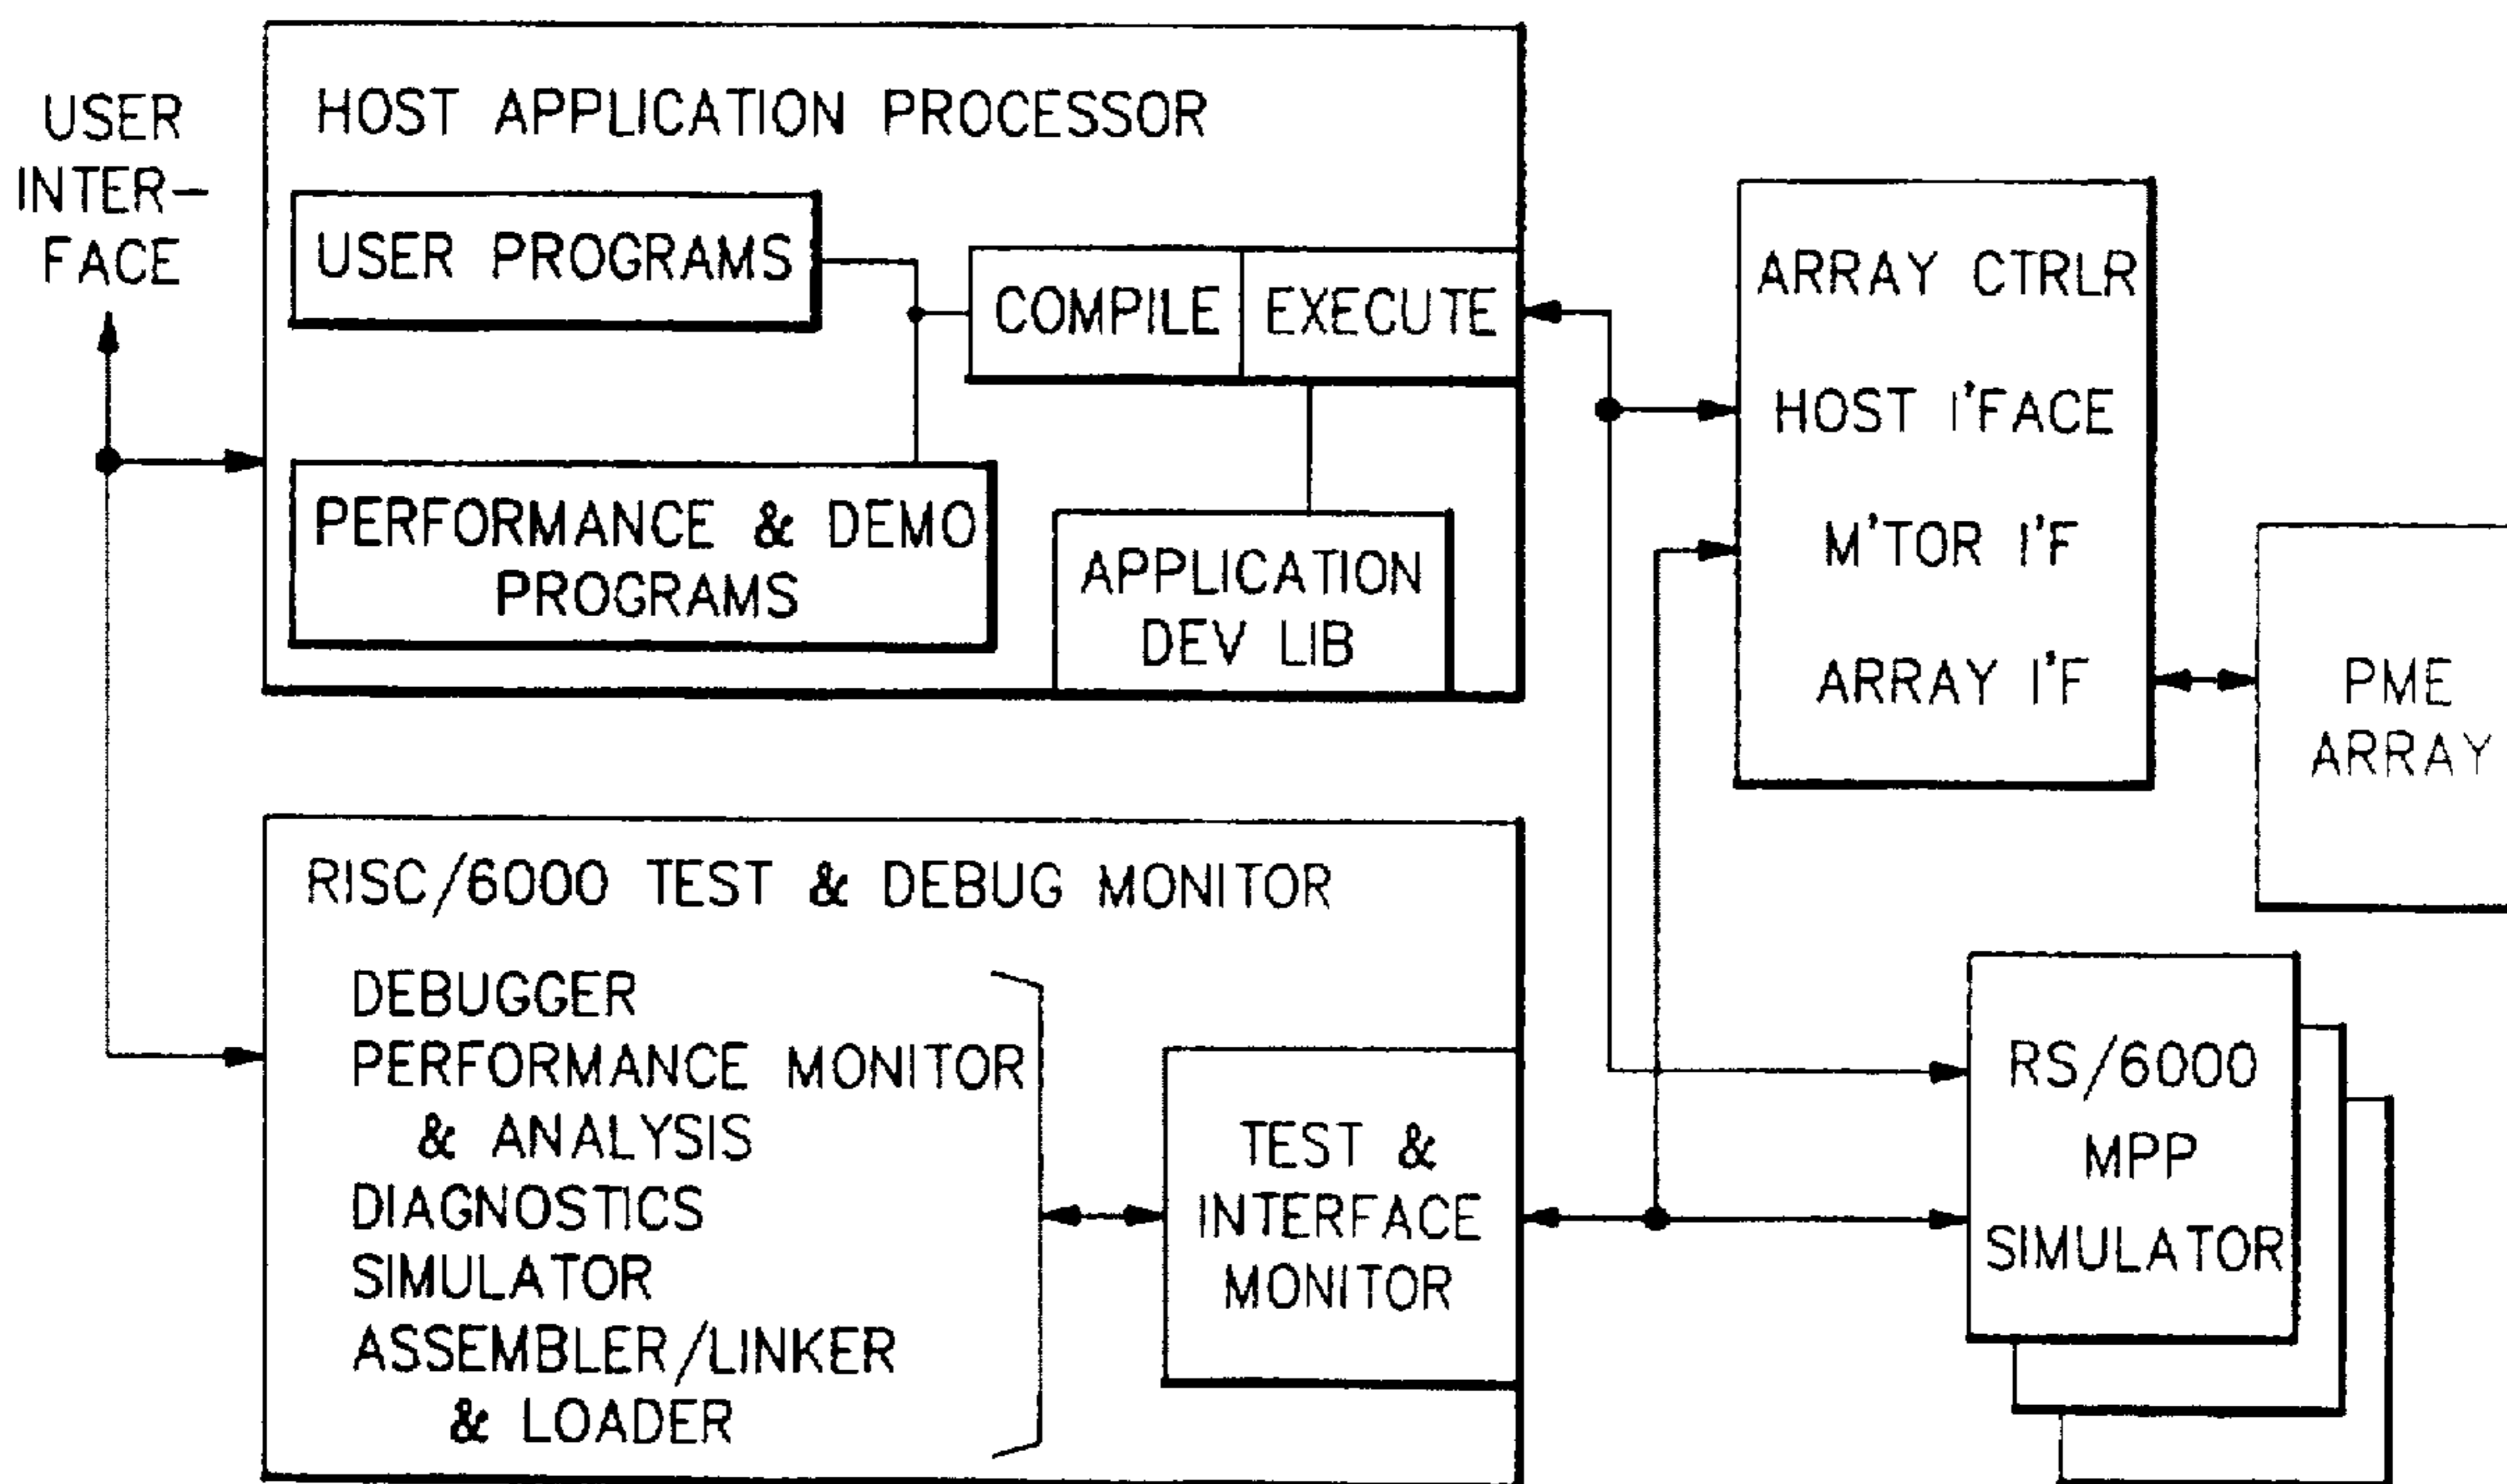 USER
INTER-
FACE
HOST APPLICATION PROCESSOR
USER PROGRAMS
COMPILE
EXECUTE
PERFORMANCE & DEMO
PROGRAMS
APPLICATION
DEV LIB
ARRAY CTRLR
HOST I'FACE
M'TOR I'F
ARRAY I'F
PME
ARRAY
RISC/6000 TEST & DEBUG MONITOR
DEBUGGER
PERFORMANCE MONITOR
& ANALYSIS
DIAGNOSTICS
SIMULATOR
ASSEMBLER/LINKER
& LOADER
TEST &
INTERFACE
MONITOR
RS/6000
MPP
SIMULATOR